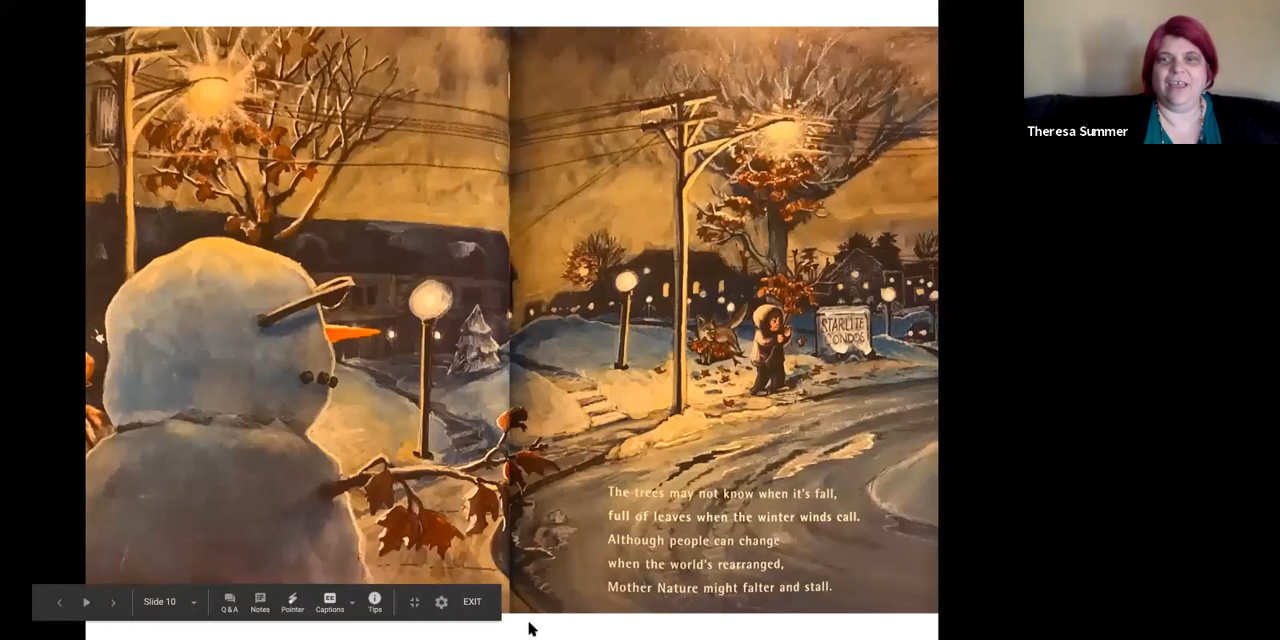 Theresa Summer
STARLITE
CONDOS
The trees may not know when it's fall,
full of leaves when the winter winds call.
Although people can change
when the world's rearranged,
Mother Nature might falter and stall.
Slide 10
Q & A
Notes
Pointer
Captions
Tips
EXIT